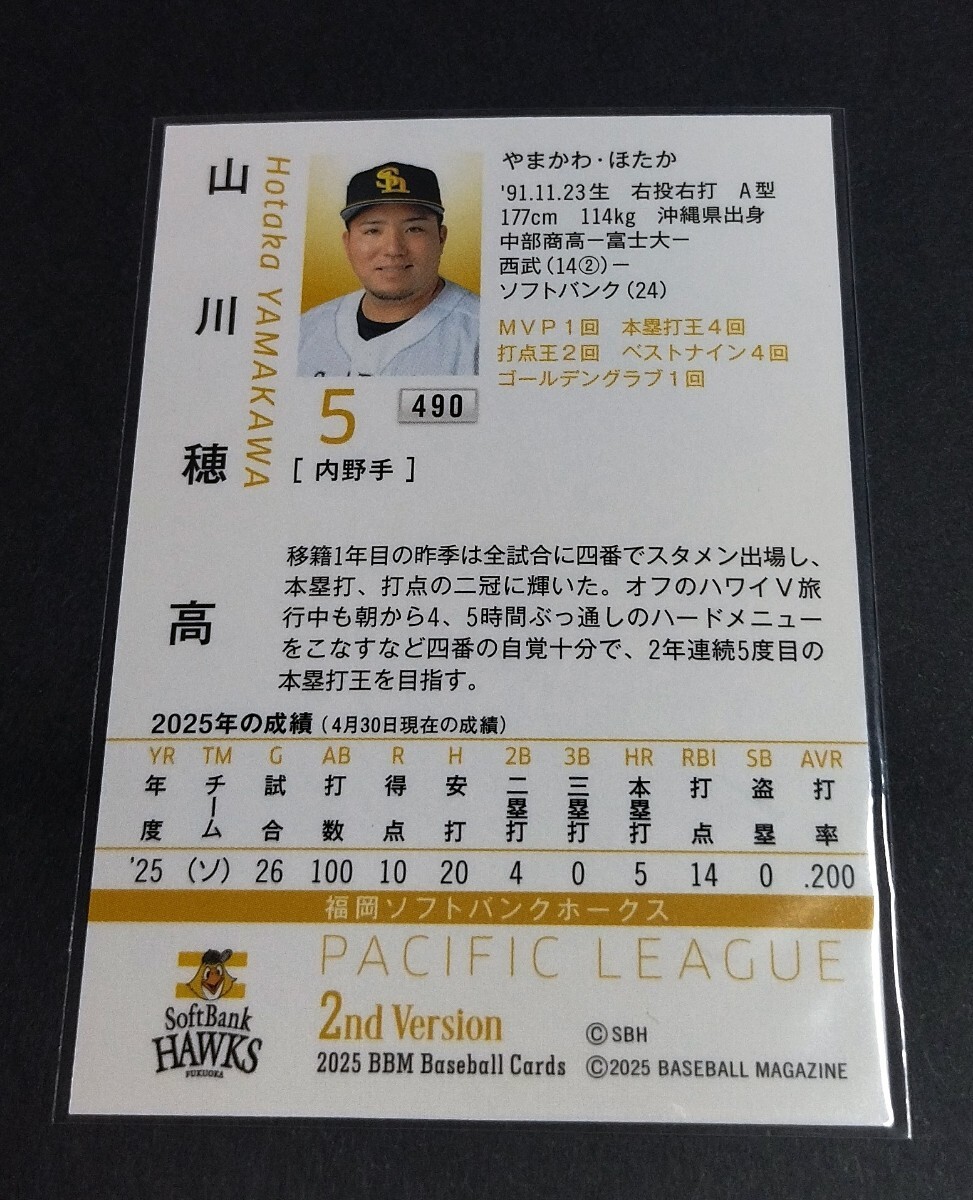 山川穂高
Hotaka YAMAKAWA
やまかわ・ほたか
'91.11.23生 右投右打 A型
177cm 114kg 沖縄県出身
中部商高ー富士大ー
西武(14②)ー
ソフトバンク(24)
MVP1回 本塁打王4回
打点王2回 ベストナイン4回
ゴールデングラブ1回
5
490
[ 内野手 ]
移籍1年目の昨季は全試合に四番でスタメン出場し、
本塁打、打点の二冠に輝いた。オフのハワイV旅
行中も朝から4、5時間ぶっ通しのハードメニュー
をこなすなど四番の自覚十分で、2年連続5度目の
本塁打王を目指す。
2025年の成績(4月30日現在の成績)
YR TM G AB R H 2B 3B HR RBI SB AVR
年度 チーム 試合 打数 得点 安打 二塁打 三塁打 本塁打 打点 盗塁 打率
'25 (ソ) 26 100 10 20 4 0 5 14 0 .200
福岡ソフトバンクホークス
PACIFIC LEAGUE
Sh
SoftBank
HAWKS
FUKUOKA
2nd Version
2025 BBM Baseball Cards
©SBH
©2025 BASEBALL MAGAZINE